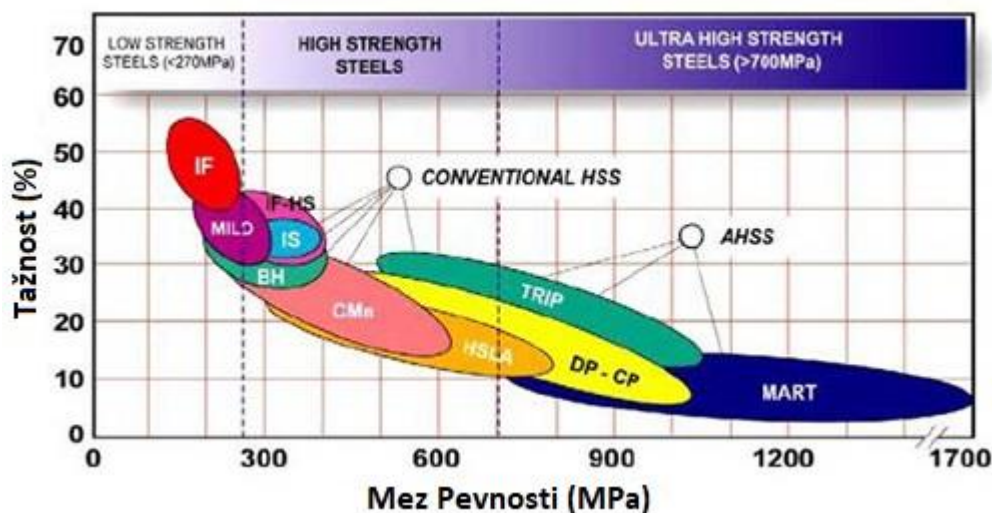 70
60
50
40
30
20
10
0
Tažnost (%)
LOW STRENGTH
STEELS (<270MPa)
HIGH STRENGTH
STEELS
ULTRA HIGH STRENGTH
STEELS (>700MPa)
IF
IF-HS
MILD
IS
BH
CMn
HSLA
CONVENTIONAL HSS
AHSS
TRIP
DP - CP
MART
0
300
600
900
1200
1700
Mez Pevnosti (MPa)